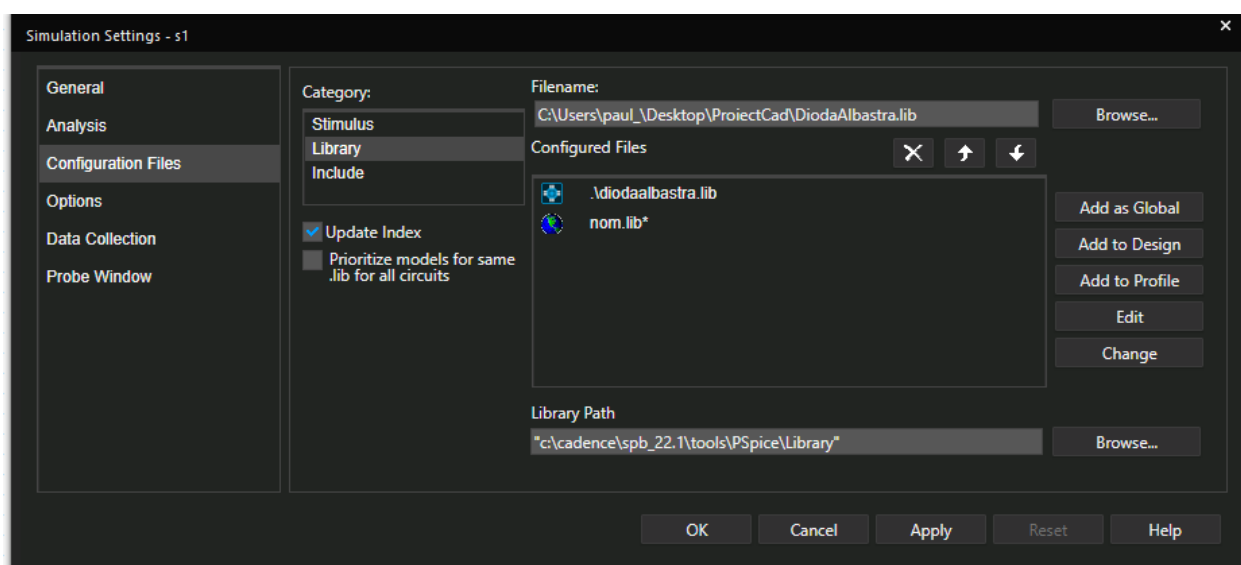 Simulation Settings - s1
General
Analysis
Configuration Files
Options
Data Collection
Probe Window
Category:
Stimulus
Library
Include
Update Index
Prioritize models for same
.lib for all circuits
Filename:
C:\Users\paul_\Desktop\ProiectCad\DiodaAlbastra.lib
Browse...
Configured Files
.\diodaalbastra.lib
nom.lib*
Add as Global
Add to Design
Add to Profile
Edit
Change
Library Path
"c:\cadence\spb_22.1\tools\PSpice\Library"
Browse...
OK
Cancel
Apply
Reset
Help